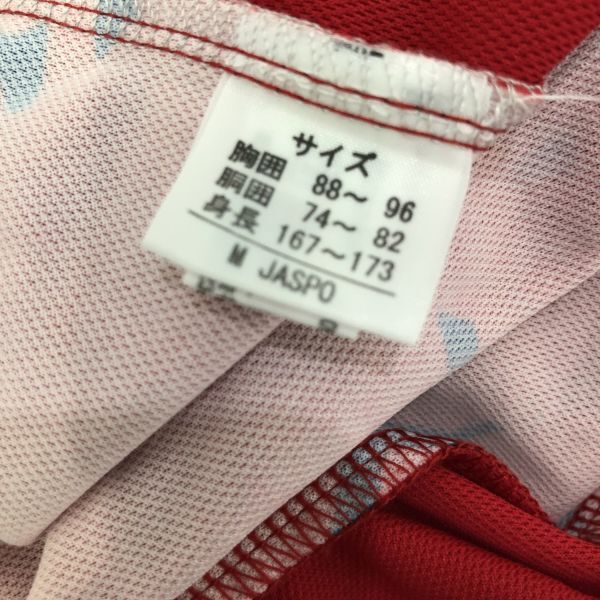 サイズ
胸囲 88～ 96
胴囲 74～ 82
身長 167～173
M JASPO